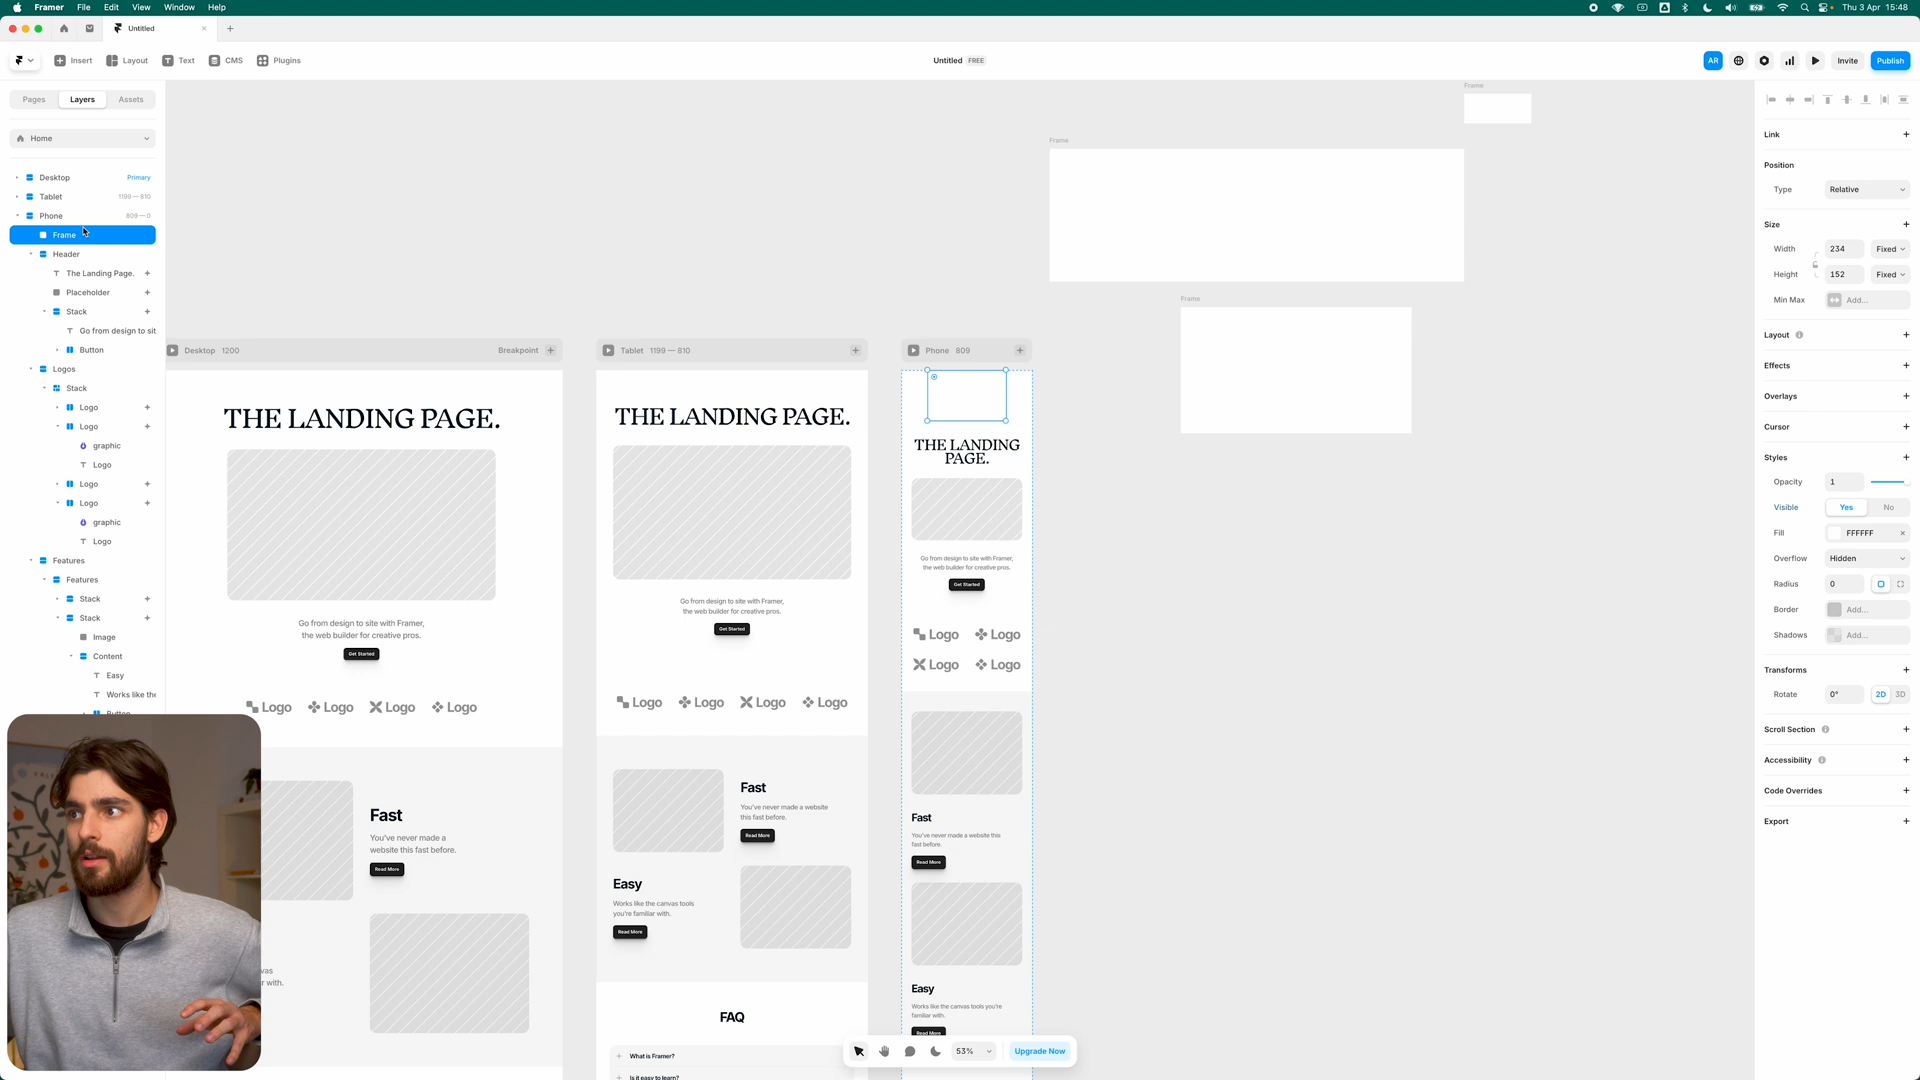 Framer File Edit View Window Help
Thu 3 Apr 15:48
Untitled
Insert Layout Text CMS Plugins
Untitled FREE
AR Invite Publish
Pages Layers Assets
Home
Desktop Primary
Tablet 1199 — 810
Phone 809 — 0
Frame
Header
The Landing Page.
Placeholder
Stack
Go from design to sit
Button
Logos
Stack
Logo
Logo
graphic
Logo
Logo
Logo
graphic
Logo
Features
Features
Stack
Stack
Image
Content
Easy
Works like the
Button
Frame
Frame
Frame
Desktop 1200 Breakpoint
THE LANDING PAGE.
Go from design to site with Framer,
the web builder for creative pros.
Get Started
Logo Logo Logo Logo
Fast
You've never made a
website this fast before.
Read More
vas
r with.
Tablet 1199 — 810
THE LANDING PAGE.
Go from design to site with Framer,
the web builder for creative pros.
Get Started
Logo Logo Logo Logo
Fast
You've never made a website
this fast before.
Read More
Easy
Works like the canvas tools
you're familiar with.
Read More
FAQ
What is Framer?
Is it easy to learn?
Phone 809
THE LANDING
PAGE.
Go from design to site with Framer,
the web builder for creative pros.
Get Started
Logo Logo
Logo Logo
Fast
You've never made a website this
fast before.
Read More
Easy
Works like the canvas tools you're
familiar with.
Read More
53% Upgrade Now
Link
Position
Type Relative
Size
Width 234 Fixed
Height 152 Fixed
Min Max Add...
Layout
Effects
Overlays
Cursor
Styles
Opacity 1
Visible Yes No
Fill FFFFFF
Overflow Hidden
Radius 0
Border Add...
Shadows Add...
Transforms
Rotate 0° 2D 3D
Scroll Section
Accessibility
Code Overrides
Export